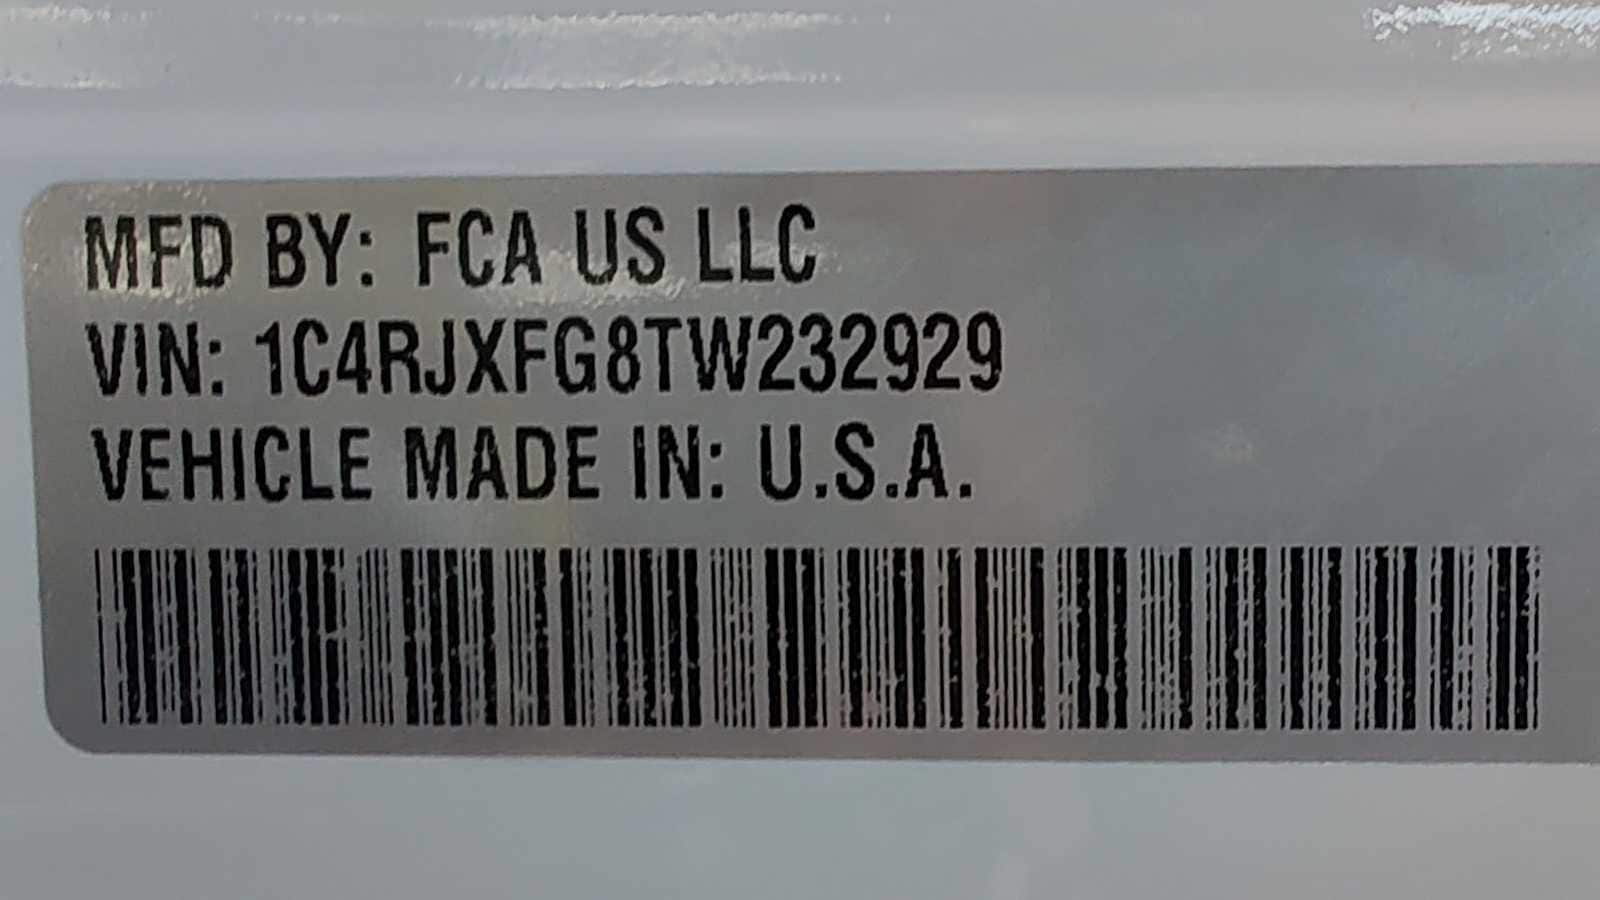 MFD BY: FCA US LLC
VIN: 1C4RJXFG8TW232929
VEHICLE MADE IN: U.S.A.